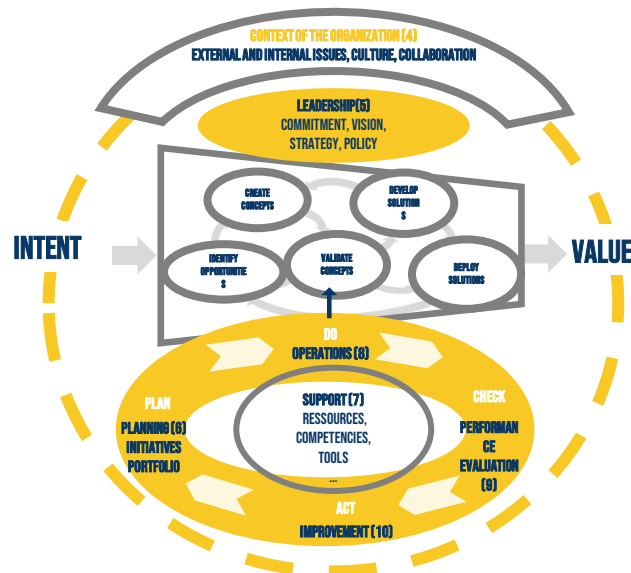 CONTEXT OF THE ORGANIZATION (4)
EXTERNAL AND INTERNAL ISSUES, CULTURE, COLLABORATION
LEADERSHIP(5)
COMMITMENT, VISION,
STRATEGY, POLICY
CREATE
CONCEPTS
DEVELOP
SOLUTION
S
INTENT
IDENTIFY
OPPORTUNITE
S
VALIDATE
CONCEPTS
DEPLOY
SOLUTIONS
VALUE
DO
OPERATIONS (8)
PLAN
PLANNING (6)
INITIATIVES
PORTFOLIO
SUPPORT (7)
RESSOURCES,
COMPETENCIES,
TOOLS
...
CHECK
PERFORMAN
CE
EVALUATION
(9)
ACT
IMPROVEMENT (10)